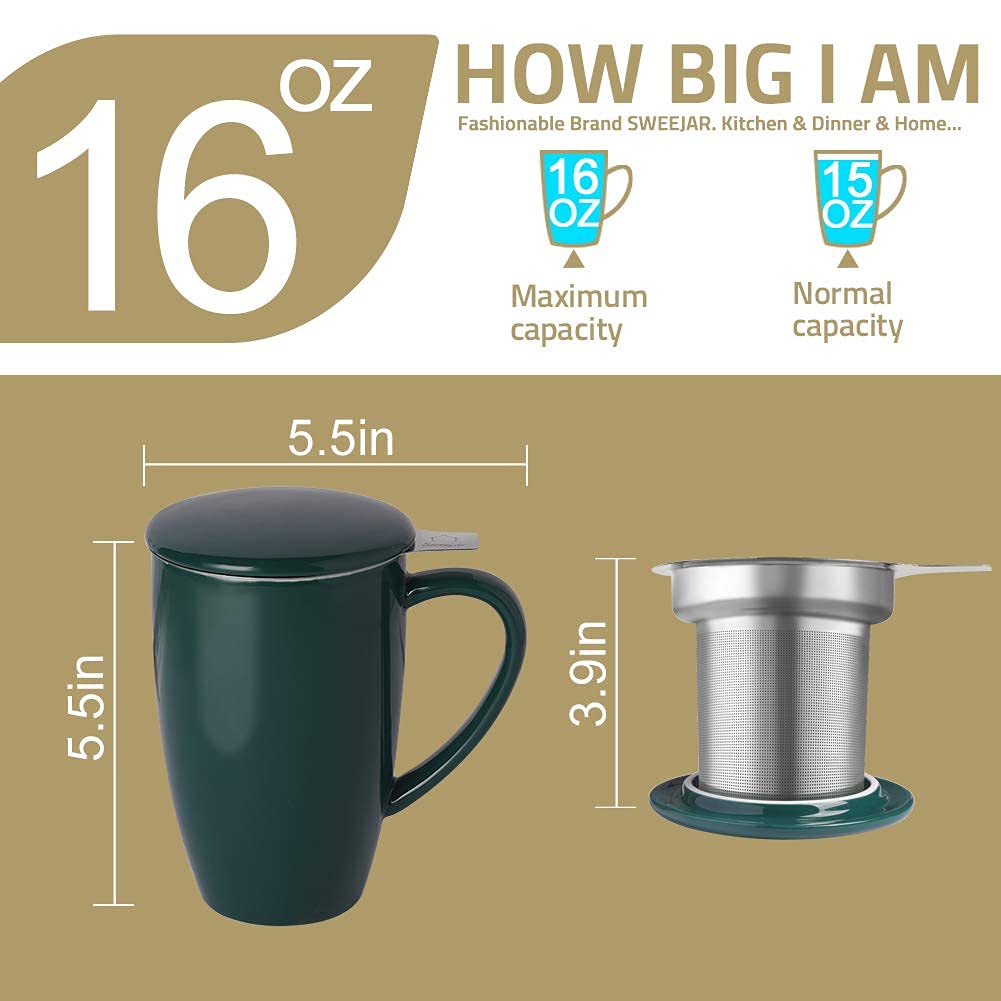 16 OZ
HOW BIG I AM
Fashionable Brand SWEEJAR. Kitchen & Dinner & Home...
16
OZ
15
OZ
Maximum
capacity
Normal
capacity
5.5in
Sweejar
5.5in
3.9in